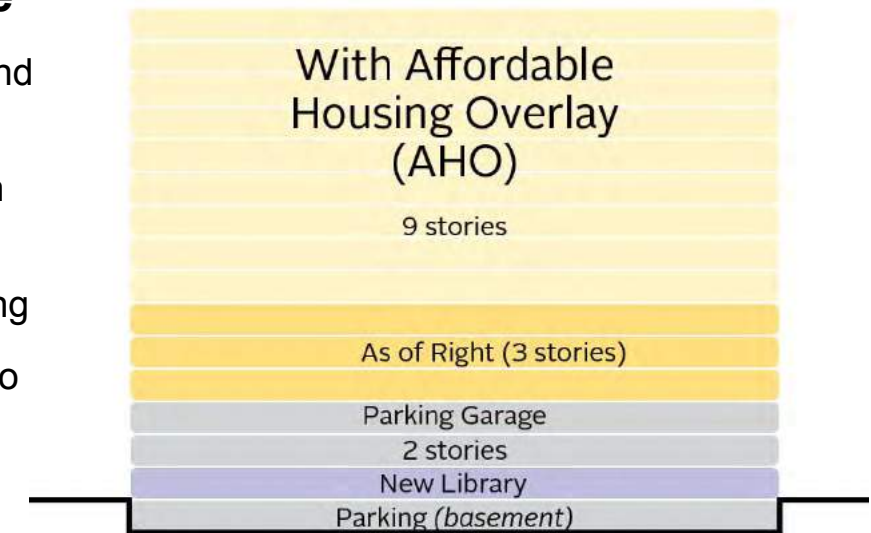 With Affordable
Housing Overlay
(AHO)
9 stories
As of Right (3 stories)
Parking Garage
2 stories
New Library
Parking (basement)